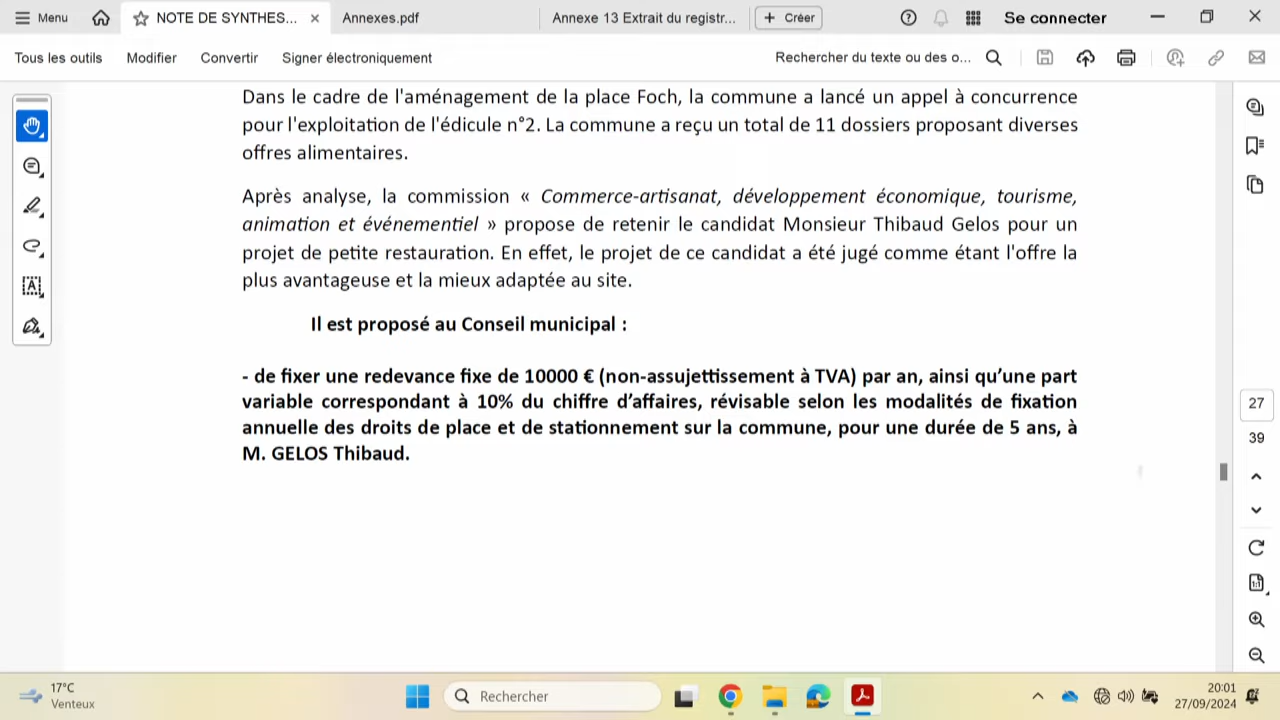 Menu
NOTE DE SYNTHES...
Annexes.pdf
Annexe 13 Extrait du registr...
Créer
Se connecter
Tous les outils
Modifier
Convertir
Signer électroniquement
Rechercher du texte ou des o...
Dans le cadre de l'aménagement de la place Foch, la commune a lancé un appel à concurrence
pour l'exploitation de l'édicule n°2. La commune a reçu un total de 11 dossiers proposant diverses
offres alimentaires.
Après analyse, la commission « Commerce-artisanat, développement économique, tourisme,
animation et événementiel » propose de retenir le candidat Monsieur Thibaud Gelos pour un
projet de petite restauration. En effet, le projet de ce candidat a été jugé comme étant l'offre la
plus avantageuse et la mieux adaptée au site.
Il est proposé au Conseil municipal :
- de fixer une redevance fixe de 10000 € (non-assujettissement à TVA) par an, ainsi qu’une part
variable correspondant à 10% du chiffre d’affaires, révisable selon les modalités de fixation
annuelle des droits de place et de stationnement sur la commune, pour une durée de 5 ans, à
M. GELOS Thibaud.
27
39
1:1
17°C
Venteux
Rechercher
20:01
27/09/2024